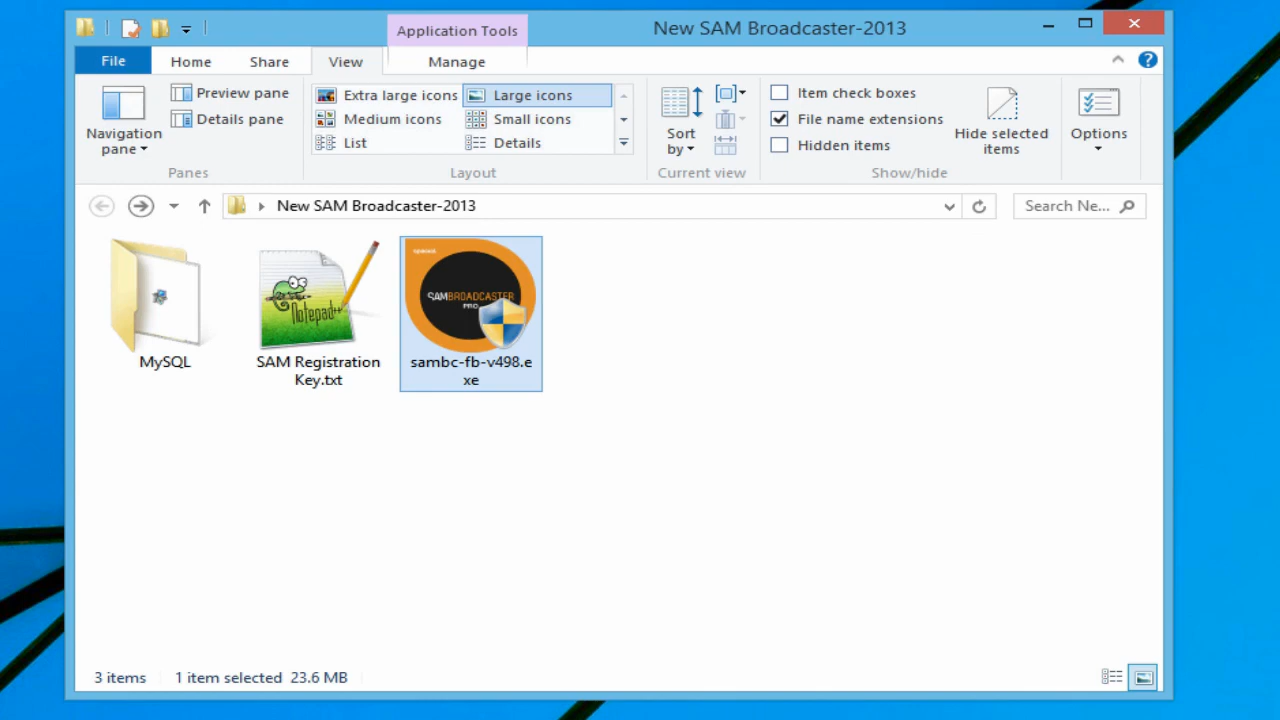 Application Tools
New SAM Broadcaster-2013
File
Home
Share
View
Manage
Navigation
pane
Preview pane
Details pane
Panes
Extra large icons
Large icons
Medium icons
Small icons
List
Details
Layout
Sort
by
Current view
Item check boxes
File name extensions
Hidden items
Hide selected
items
Show/hide
Options
New SAM Broadcaster-2013
Search Ne...
MySQL
Notepad++
SAM Registration
Key.txt
SAMBROADCASTER
PRO
sambc-fb-v498.e
xe
3 items
1 item selected 23.6 MB